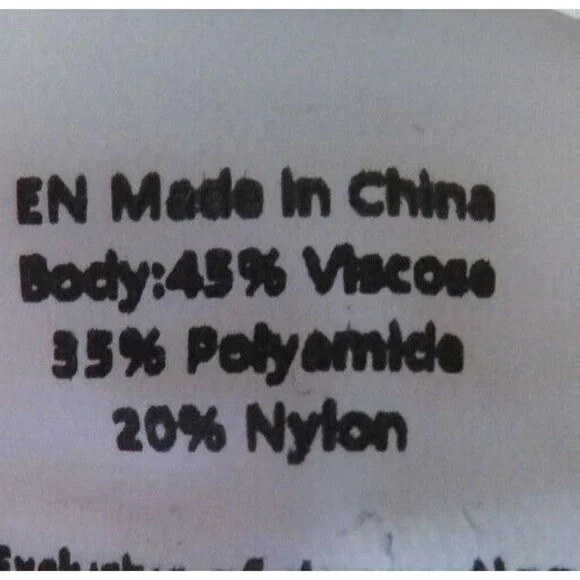 EN Made In China
Body:45% Viscose
35% Polyamide
20% Nylon